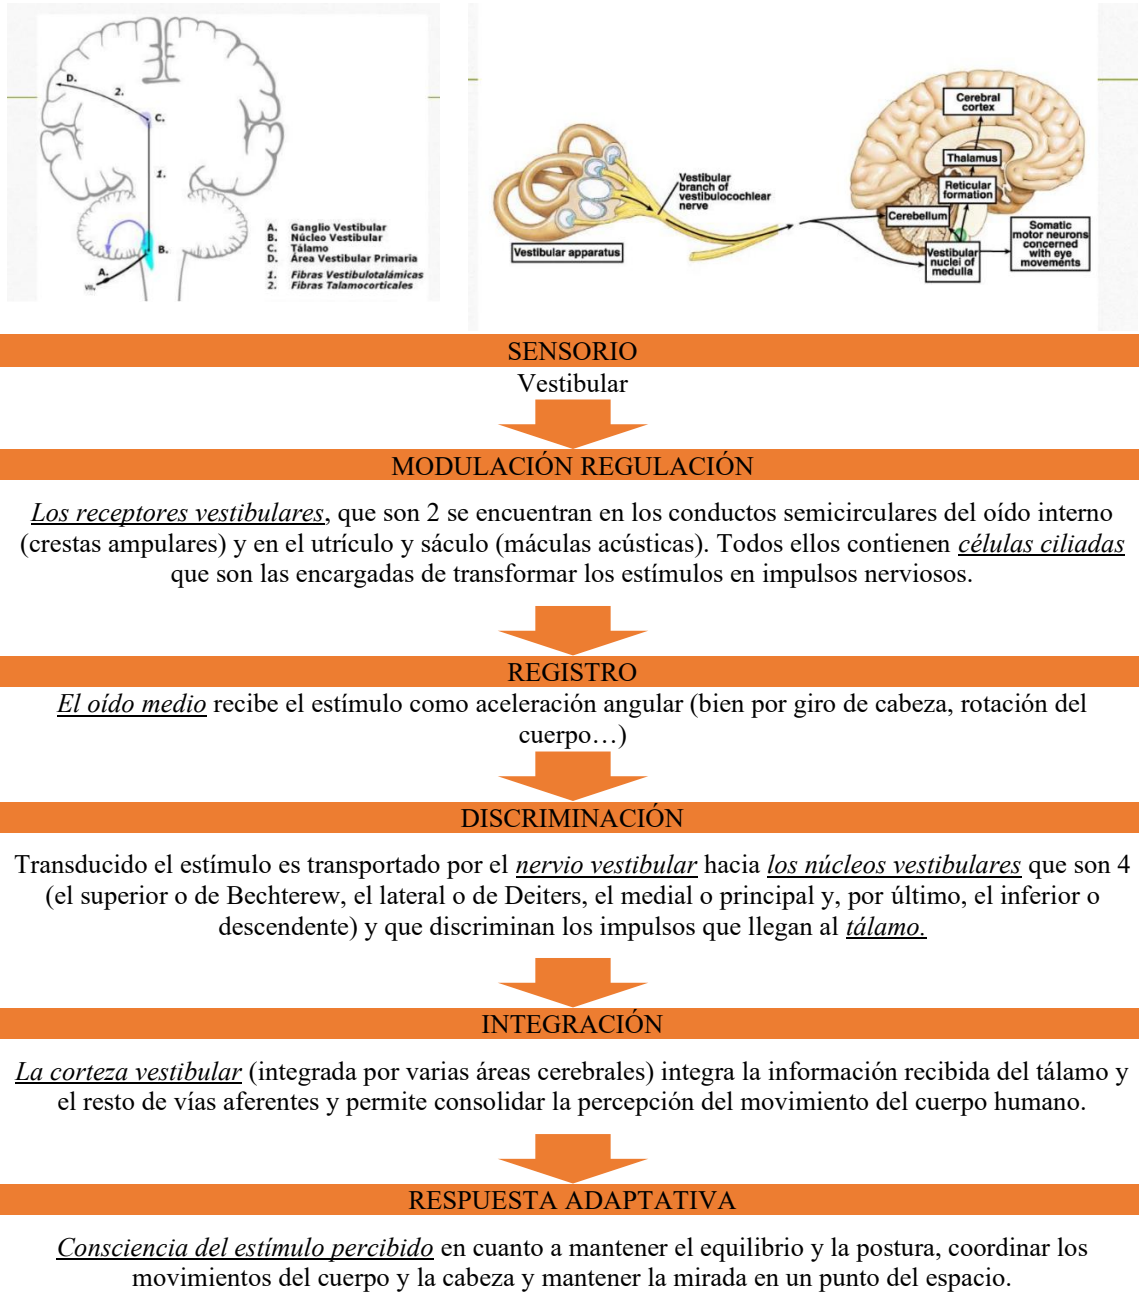 D.
2.
C.
1.
B.
A.
VIII.
A. Ganglio Vestibular
B. Núcleo Vestibular
C. Tálamo
D. Área Vestibular Primaria
1. Fibras Vestibulotalámicas
2. Fibras Talamocorticales
Vestibular
branch of
vestibulocochlear
nerve
Vestibular apparatus
Cerebral
cortex
Thalamus
Reticular
formation
Cerebellum
Vestibular
nuclei of
medulla
Somatic
motor neurons
concerned
with eye
movements
SENSORIO
Vestibular
MODULACIÓN REGULACIÓN
Los receptores vestibulares, que son 2 se encuentran en los conductos semicirculares del oído interno
(crestas ampulares) y en el utrículo y sáculo (máculas acústicas). Todos ellos contienen células ciliadas
que son las encargadas de transformar los estímulos en impulsos nerviosos.
REGISTRO
El oído medio recibe el estímulo como aceleración angular (bien por giro de cabeza, rotación del
cuerpo…)
DISCRIMINACIÓN
Transducido el estímulo es transportado por el nervio vestibular hacia los núcleos vestibulares que son 4
(el superior o de Bechterew, el lateral o de Deiters, el medial o principal y, por último, el inferior o
descendente) y que discriminan los impulsos que llegan al tálamo.
INTEGRACIÓN
La corteza vestibular (integrada por varias áreas cerebrales) integra la información recibida del tálamo y
el resto de vías aferentes y permite consolidar la percepción del movimiento del cuerpo humano.
RESPUESTA ADAPTATIVA
Consciencia del estímulo percibido en cuanto a mantener el equilibrio y la postura, coordinar los
movimientos del cuerpo y la cabeza y mantener la mirada en un punto del espacio.